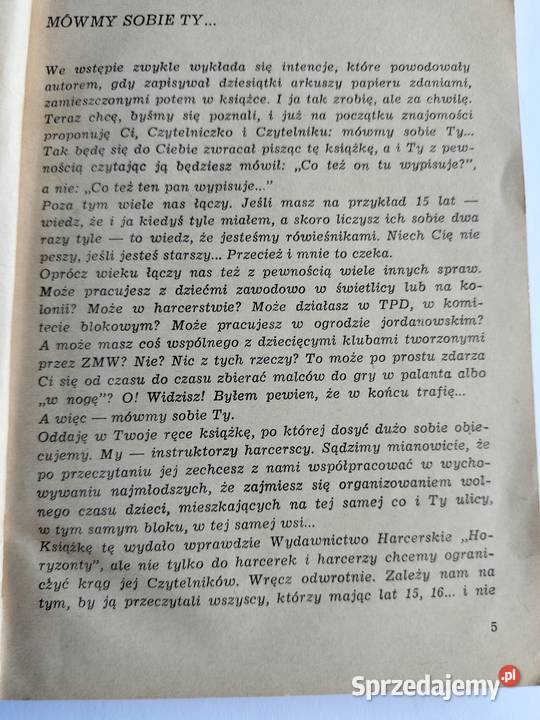 MÓWMY SOBIE TY...
We wstępie zwykle wykłada się intencje, które powodowały
autorem, gdy zapisywał dziesiątki arkuszy papieru zdaniami,
zamieszczonymi potem w książce. I ja tak zrobię, ale za chwilę.
Teraz chcę, byśmy się poznali, i już na początku znajomości
proponuję Ci, Czytelniczko i Czytelniku: mówmy sobie Ty...
Tak będę się do Ciebie zwracał pisząc tę książkę, a i Ty z pew-
nością czytając ją będziesz mówił: „Co też on tu wypisuje?",
a nie: „Co też ten pan wypisuje..."
Poza tym wiele nas łączy. Jeśli masz na przykład 15 lat —
wiedz, że i ja kiedyś tyle miałem, a skoro liczysz ich sobie dwa
razy tyle — to wiedz, że jesteśmy rówieśnikami. Niech Cię nie
peszy, jeśli jesteś starszy... Przecież i mnie to czeka.
Oprócz wieku łączy nas też z pewnością wiele innych spraw.
Może pracujesz z dziećmi zawodowo w świetlicy lub na ko-
lonii? Może w harcerstwie? Może działasz w TPD, w komi-
tecie blokowym? Może pracujesz w ogrodzie jordanowskim?
A może masz coś wspólnego z dziecięcymi klubami tworzonymi
przez ZMW? Nie? Nic z tych rzeczy? To może po prostu zdarza
Ci się od czasu do czasu zbierać malców do gry w palanta albo
„w nogę"? O! Widzisz! Byłem pewien, że w końcu trafię...
A więc — mówmy sobie Ty.
Oddaję w Twoje ręce książkę, po której dosyć dużo sobie obie-
cujemy. My — instruktorzy harcerscy. Sądzimy mianowicie, że
po przeczytaniu jej zechcesz z nami współpracować w wycho-
wywaniu najmłodszych, że zajmiesz się organizowaniem wol-
nego czasu dzieci, mieszkających na tej samej co i Ty ulicy,
w tym samym bloku, w tej samej wsi...
Książkę tę wydało wprawdzie Wydawnictwo Harcerskie „Ho-
ryzonty", ale nie tylko do harcerek i harcerzy chcemy ograni-
czyć krąg jej Czytelników. Wręcz odwrotnie. Zależy nam na
tym, by ją przeczytali wszyscy, którzy mając lat 15, 16... i nie
5
Sprzedajemy.pl